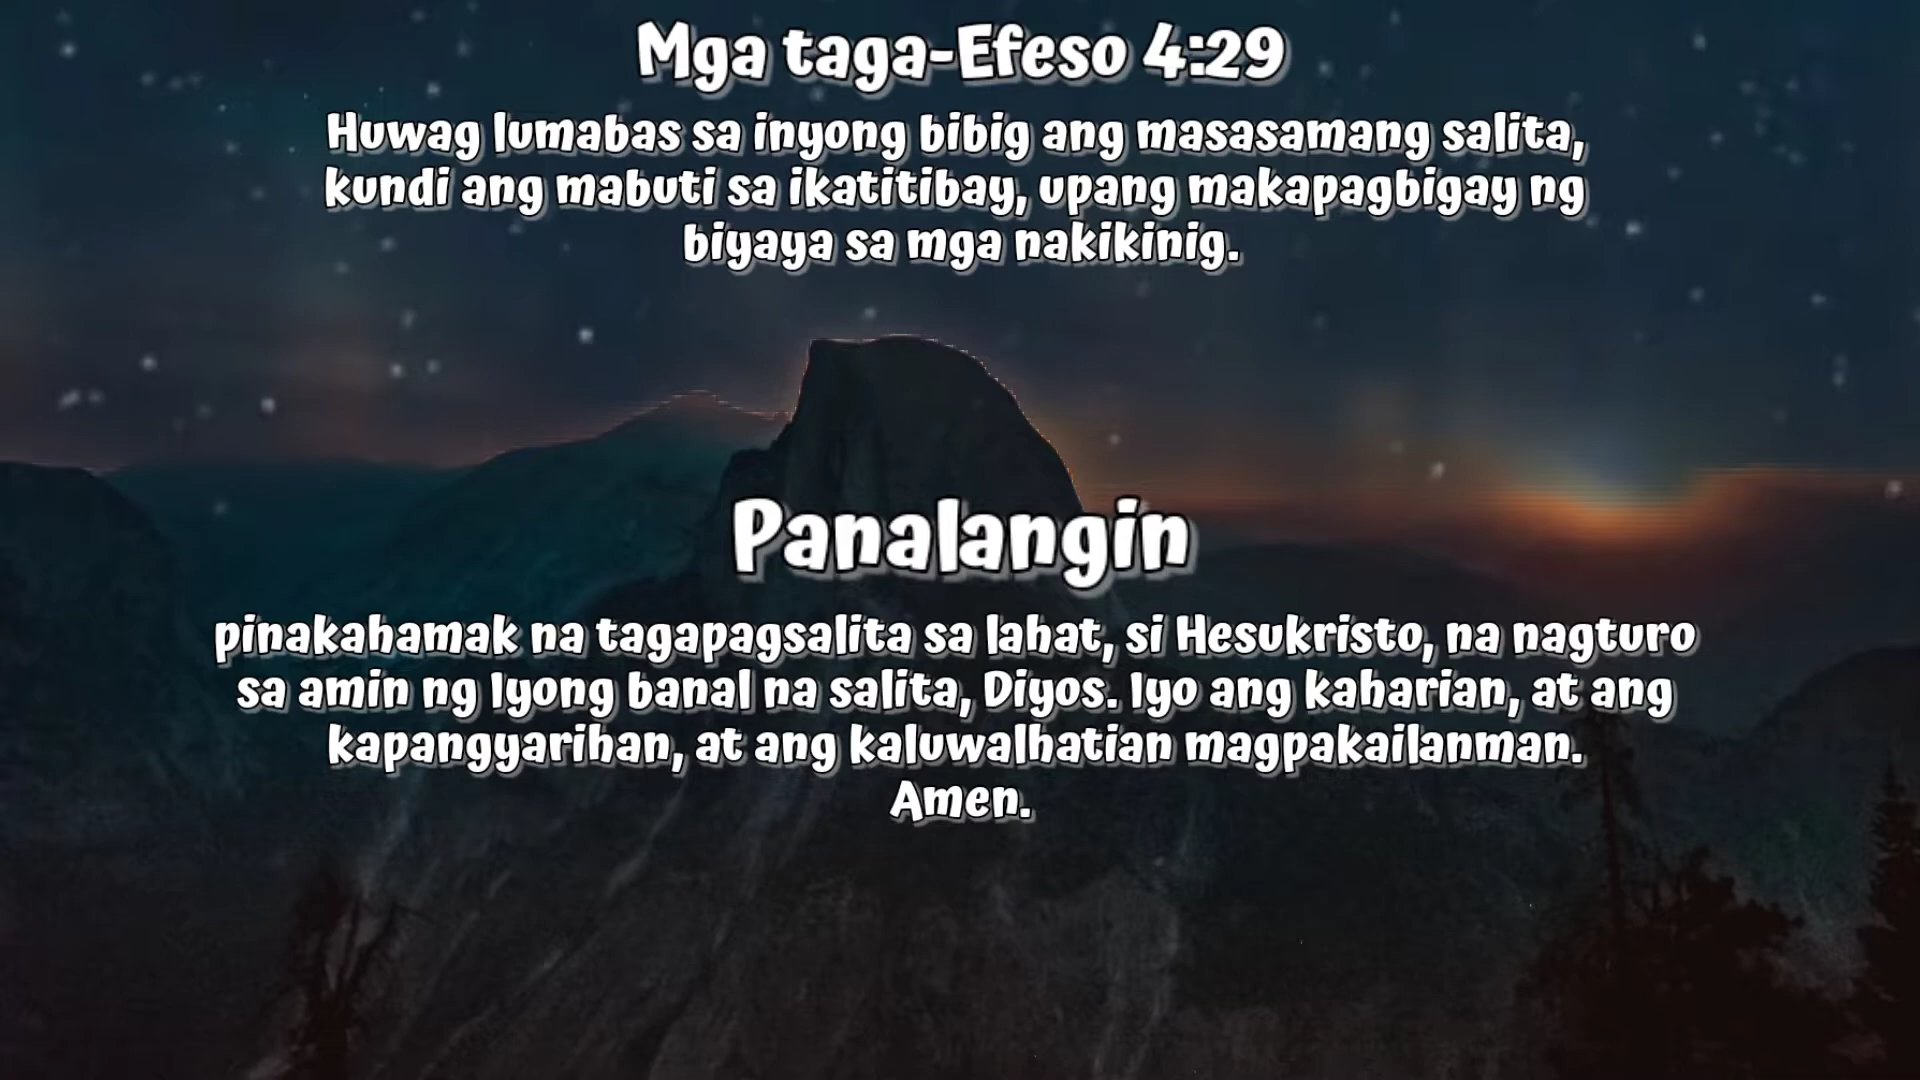 Mga taga-Efeso 4:29
Huwag lumabas sa inyong bibig ang masasamang salita,
kundi ang mabuti sa ikatitibay, upang makapagbigay ng
biyaya sa mga nakikinig.
Panalangin
pinakahamak na tagapagsalita sa lahat, si Hesukristo, na nagturo
sa amin ng Iyong banal na salita, Diyos. Iyo ang kaharian, at ang
kapangyarihan, at ang kaluwalhatian magpakailanman.
Amen.